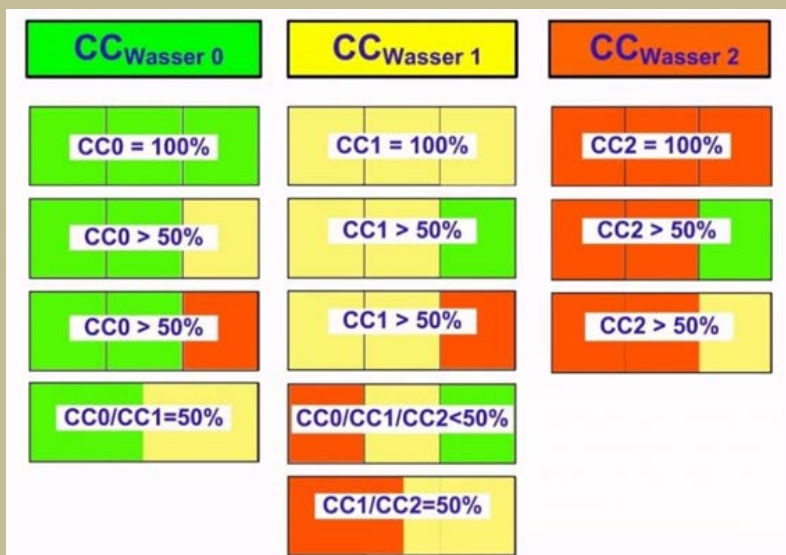 CCWasser 0
CC0 = 100%
CC0 > 50%
CC0 > 50%
CC0/CC1=50%
CCWasser 1
CC1 = 100%
CC1 > 50%
CC1 > 50%
CC0/CC1/CC2<50%
CC1/CC2=50%
CCWasser 2
CC2 = 100%
CC2 > 50%
CC2 > 50%